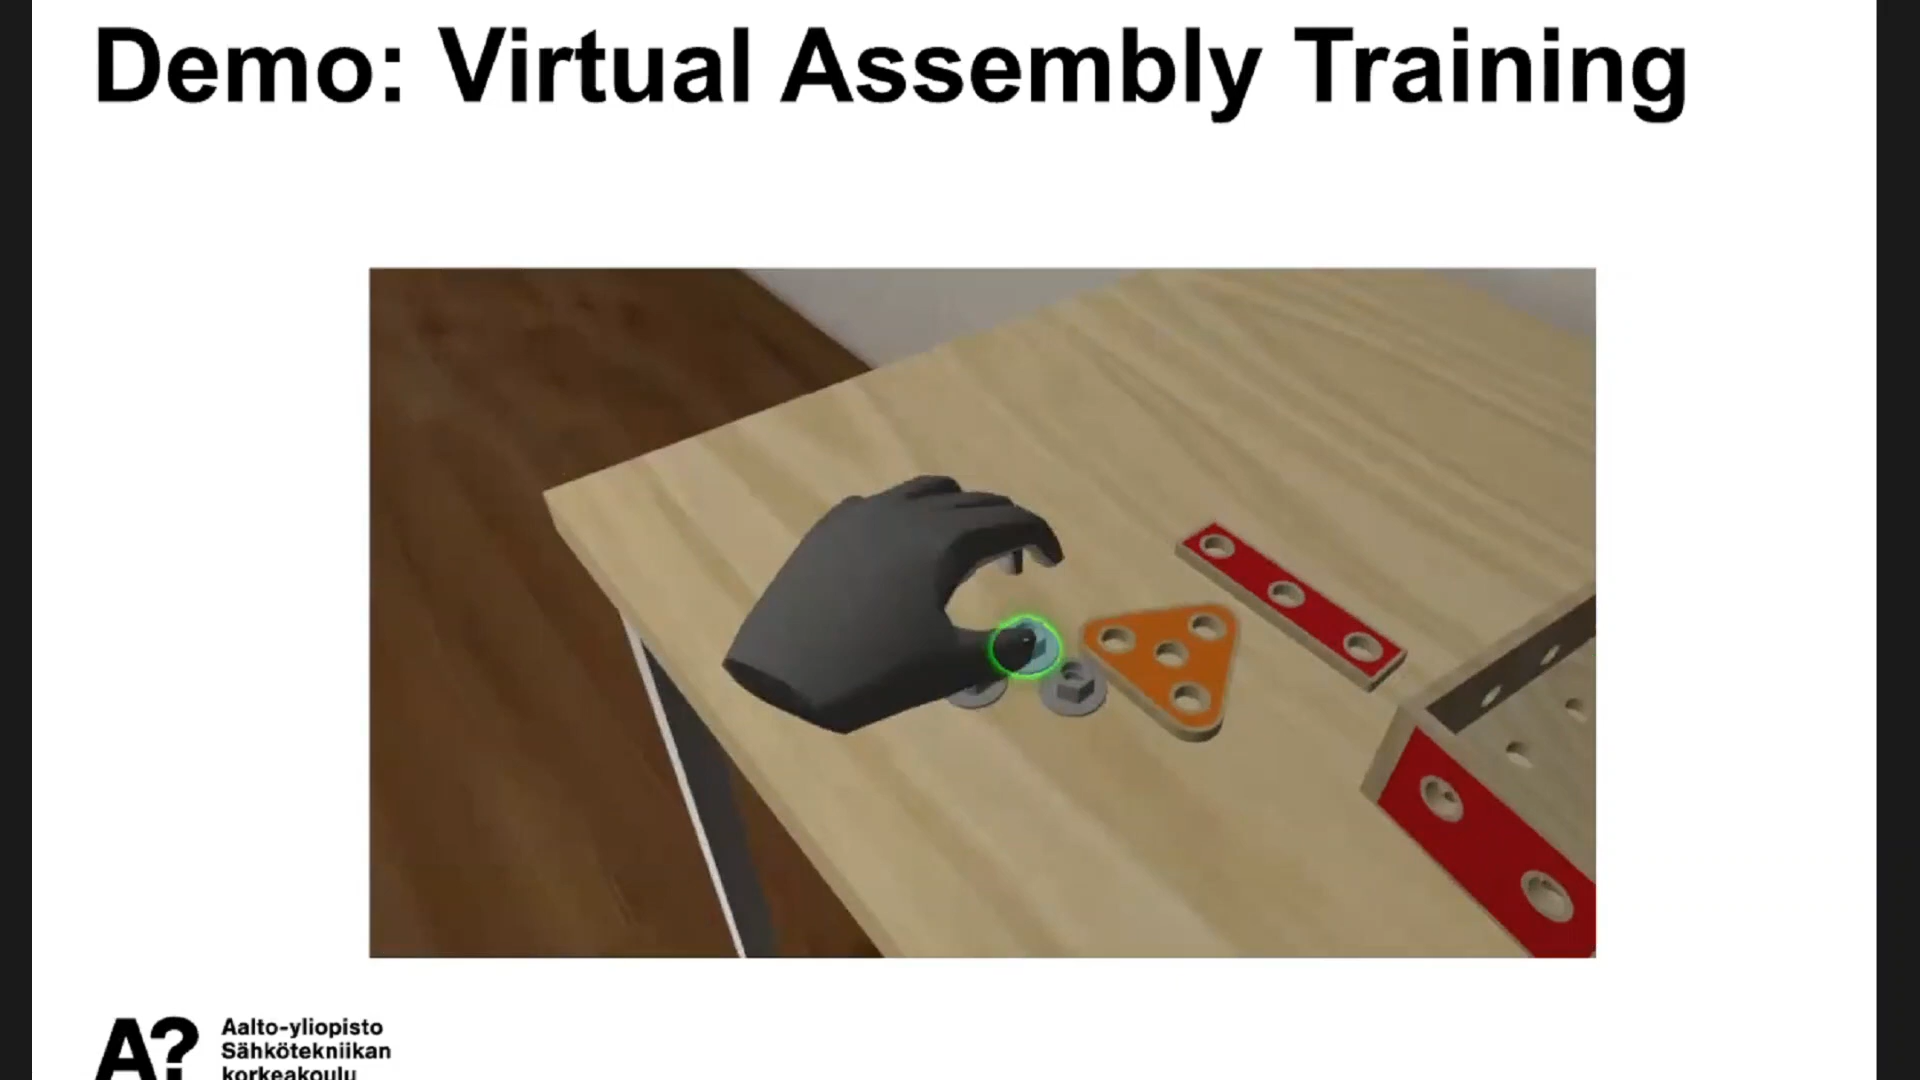 Demo: Virtual Assembly Training
A?
Aalto-yliopisto
Sähkötekniikan
korkeakoulu